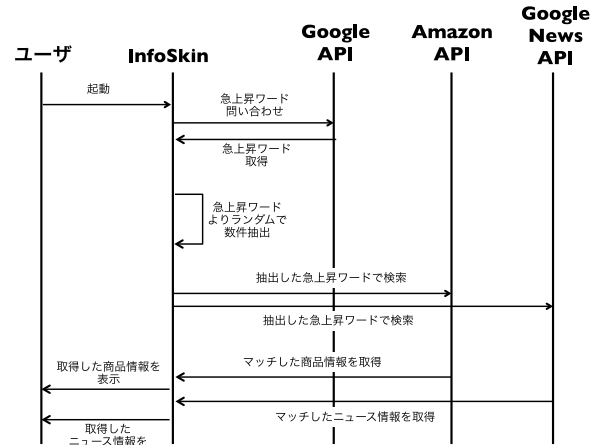 ユーザ
InfoSkin
Google
API
Amazon
API
Google
News
API
起動
急上昇ワード
問い合わせ
急上昇ワード
取得
急上昇ワード
よりランダムで
数件抽出
抽出した急上昇ワードで検索
抽出した急上昇ワードで検索
取得した商品情報を
表示
マッチした商品情報を取得
マッチしたニュース情報を取得
取得した
ニュース情報を